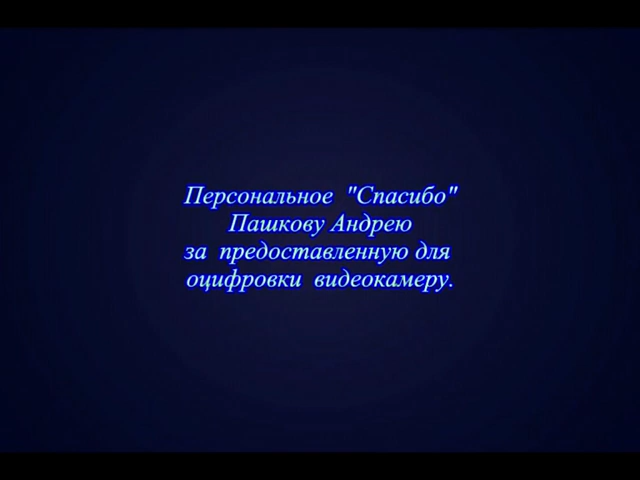 Персональное "Спасибо"
Пашкову Андрею
за предоставленную для
оцифровки видеокамеру.